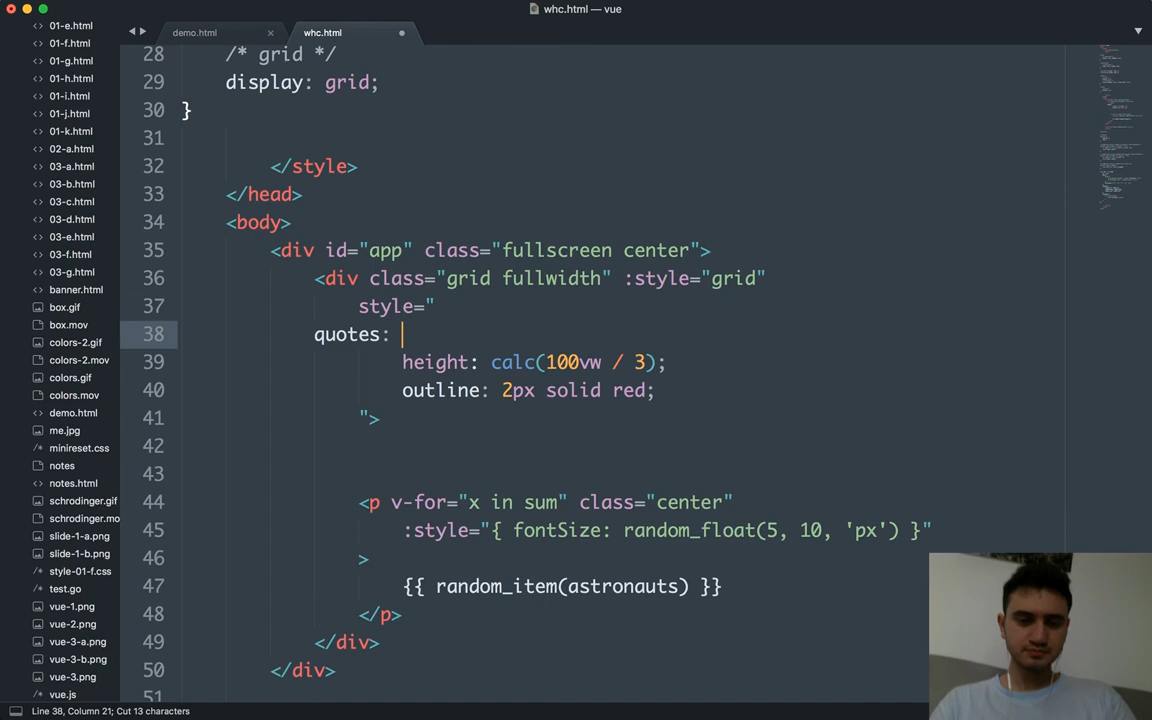 whc.html — vue
01-e.html
01-f.html
01-g.html
01-h.html
01-i.html
01-j.html
01-k.html
02-a.html
03-a.html
03-b.html
03-c.html
03-d.html
03-e.html
03-f.html
03-g.html
banner.html
box.gif
box.mov
colors-2.gif
colors-2.mov
colors.gif
colors.mov
demo.html
me.jpg
minireset.css
notes
notes.html
schrodinger.gif
schrodinger.mo
slide-1-a.png
slide-1-b.png
style-01-f.css
test.go
vue-1.png
vue-2.png
vue-3-a.png
vue-3-b.png
vue-3.png
vue.js
demo.html
whc.html
28 /* grid */
29 display: grid;
30 }
31
32 </style>
33 </head>
34 <body>
35 <div id="app" class="fullscreen center">
36 <div class="grid fullwidth" :style="grid"
37 style="
38 quotes:
39 height: calc(100vw / 3);
40 outline: 2px solid red;
41 ">
42
43
44 <p v-for="x in sum" class="center"
45 :style="{ fontSize: random_float(5, 10, 'px') }"
46 >
47 {{ random_item(astronauts) }}
48 </p>
49 </div>
50 </div>
51
Line 38, Column 21; Cut 13 characters